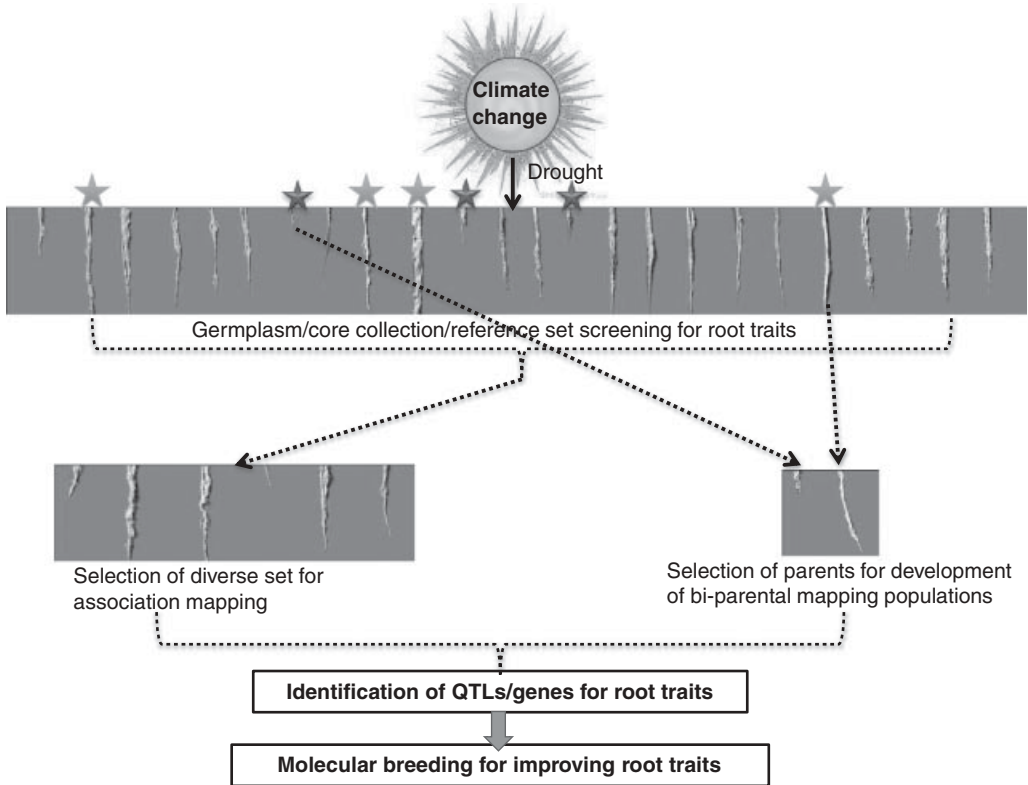 Climate
change
Drought
Germplasm/core collection/reference set screening for root traits
Selection of diverse set for
association mapping
Selection of parents for development
of bi-parental mapping populations
Identification of QTLs/genes for root traits
Molecular breeding for improving root traits